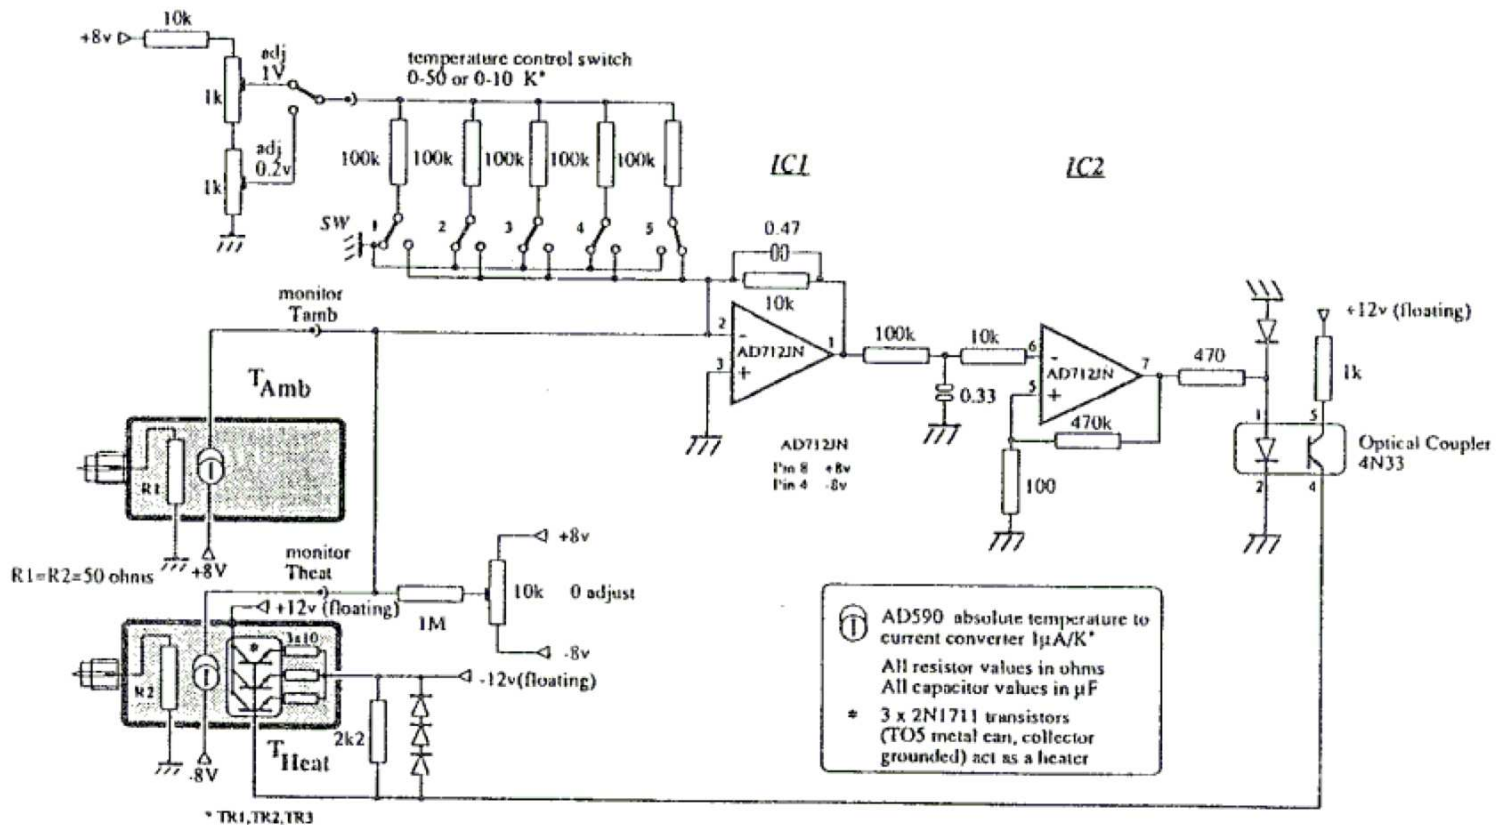 10k
+8v
adj
1V
1k
adj
0.2v
1k
temperature control switch
0-50 or 0-10 K°
100k 100k 100k 100k 100k
SW
1 2 3 4 5
IC1
IC2
0.47
10k
2
-
3
+
AD712JN
1
100k
10k
0.33
6
-
5
+
AD712JN
7
470k
100
470
+12v (floating)
1k
1
5
2
4
Optical Coupler
4N33
AD712JN
Pin 8 +8v
Pin 4 -8v
monitor
Tamb
TAmb
R1
+8V
R1=R2=50 ohms
monitor
Theat
+12v (floating)
1M
+8v
10k 0 adjust
-8v
3x10
*
R2
-8V
-12v(floating)
2k2
THeat
* TR1,TR2,TR3
AD590 absolute temperature to
current converter 1µA/K°
All resistor values in ohms
All capacitor values in µF
* 3 x 2N1711 transistors
(TO5 metal can, collector
grounded) act as a heater